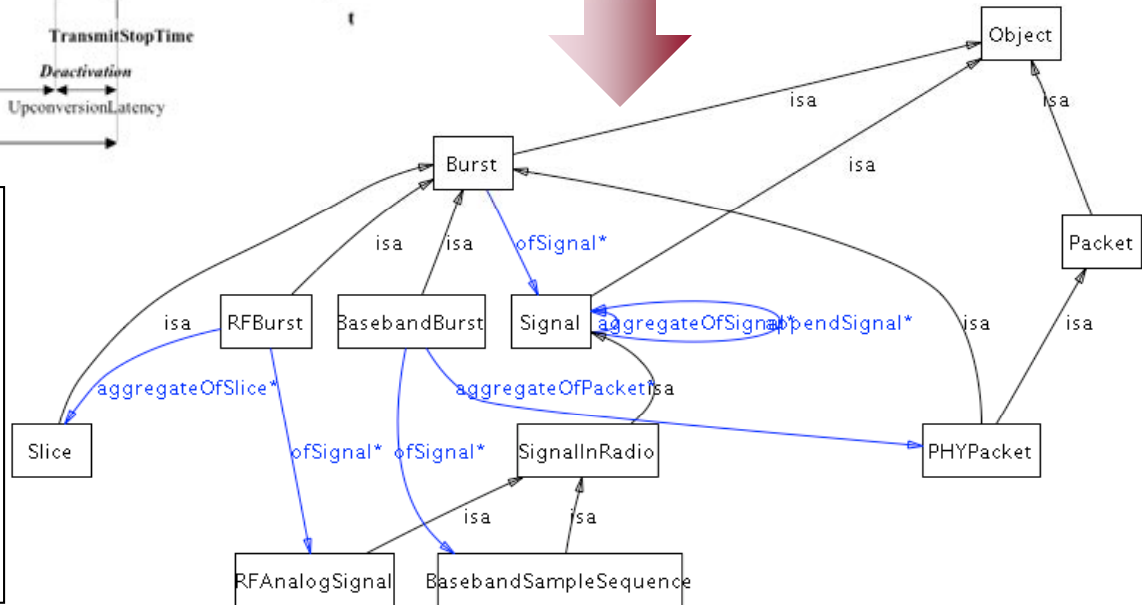 t
TransmitStopTime
Deactivation
UpconversionLatency
Object
isa
isa
Burst
isa
Packet
isa
isa
ofSignal*
isa
RFBurst
BasebandBurst
Signal
aggregateOfSignal*
appendSignal*
isa
isa
aggregateOfSlice*
aggregateOfPacket*
isa
Slice
ofSignal*
ofSignal*
SignalInRadio
PHYPacket
isa
isa
RFAnalogSignal
BasebandSampleSequence